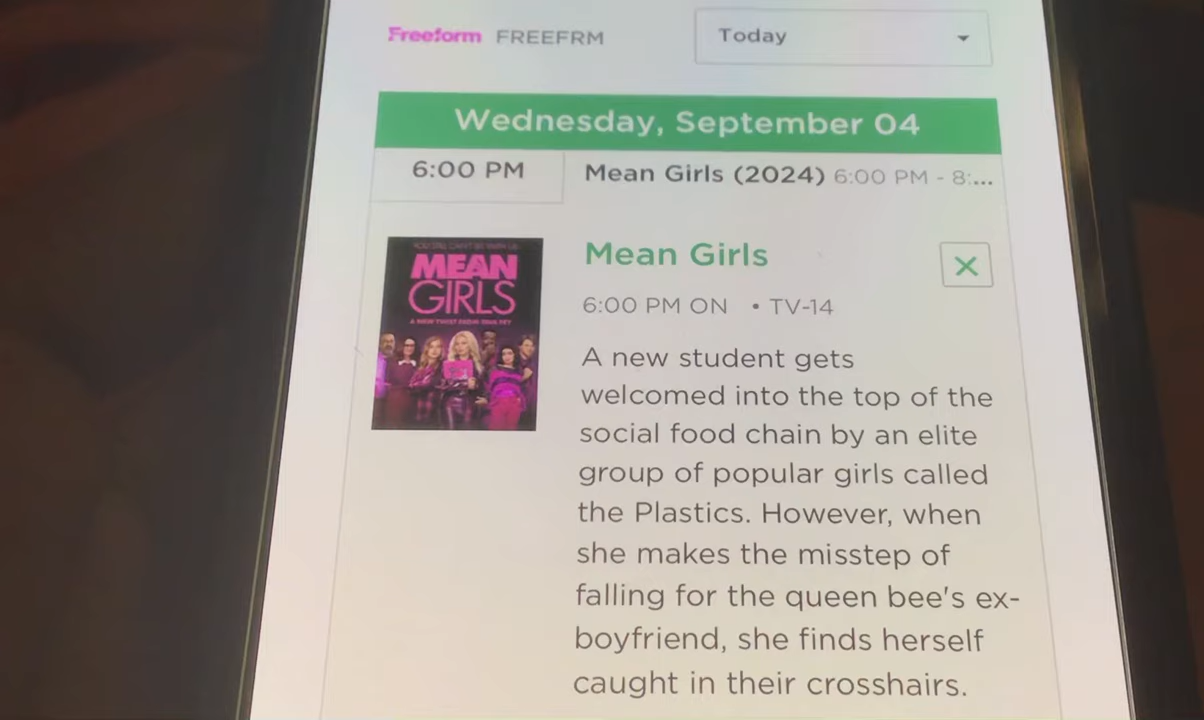 Freeform FREEFRM
Today
Wednesday, September 04
6:00 PM
Mean Girls (2024) 6:00 PM - 8:...
MEAN
GIRLS
Mean Girls
6:00 PM ON • TV-14
A new student gets
welcomed into the top of the
social food chain by an elite
group of popular girls called
the Plastics. However, when
she makes the misstep of
falling for the queen bee's ex-
boyfriend, she finds herself
caught in their crosshairs.